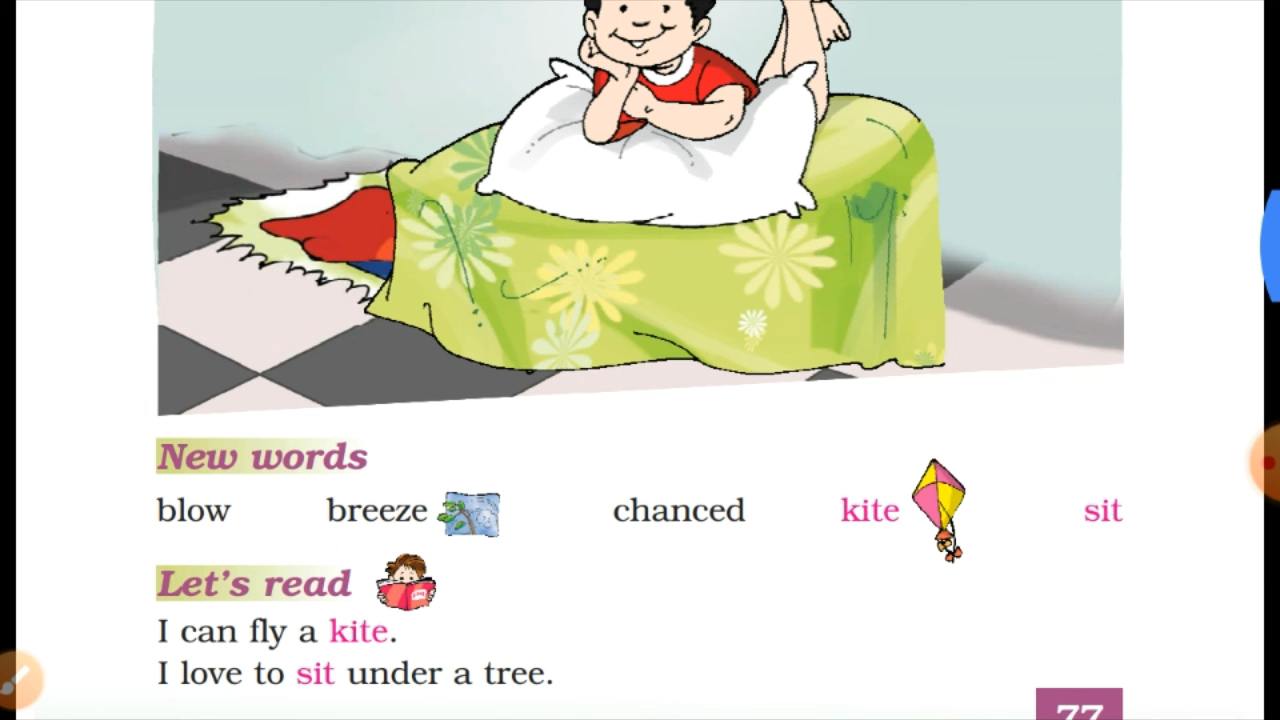 New words
blow breeze chanced kite sit
Let's read
I can fly a kite.
I love to sit under a tree.
77